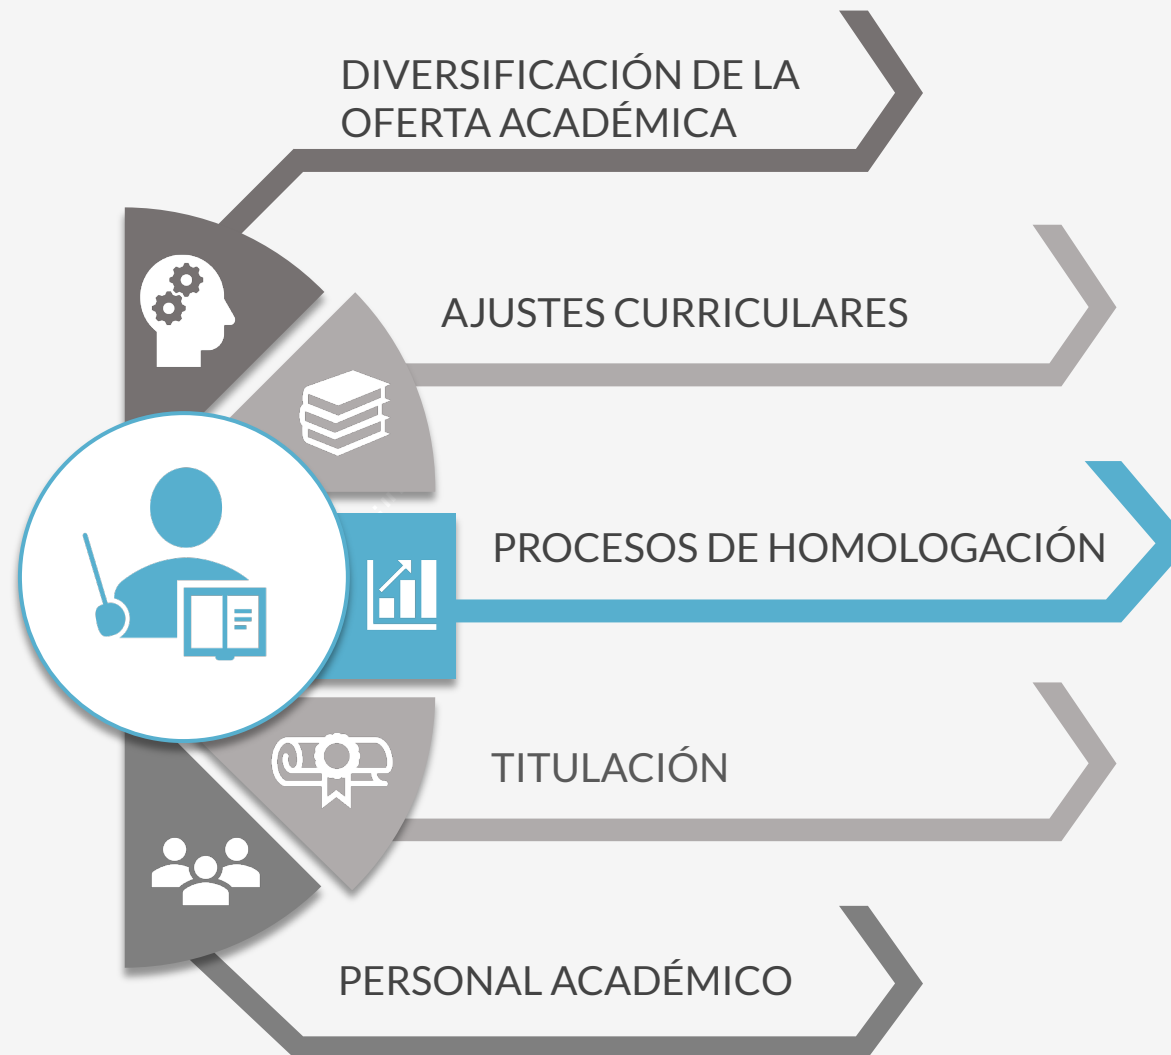 DIVERSIFICACIÓN DE LA
OFERTA ACADÉMICA
AJUSTES CURRICULARES
PROCESOS DE HOMOLOGACIÓN
TITULACIÓN
PERSONAL ACADÉMICO